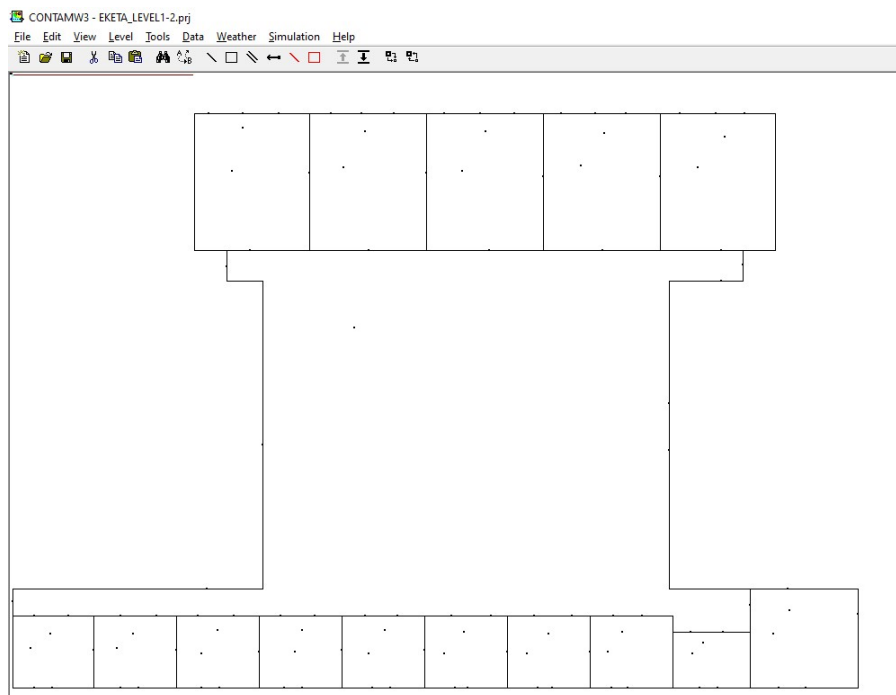 CONTAMW3 - EKETA_LEVEL1-2.prj
File Edit View Level Tools Data Weather Simulation Help